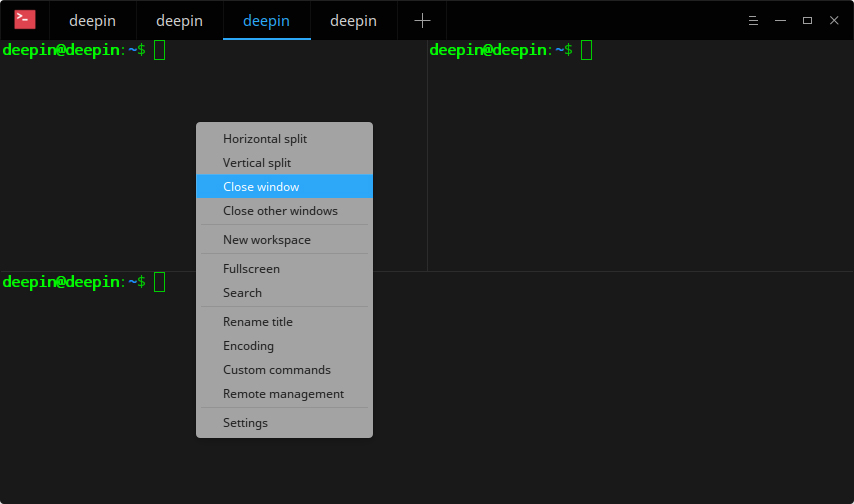 deepin deepin deepin deepin
deepin@deepin:~$ deepin@deepin:~$
Horizontal split
Vertical split
Close window
Close other windows
New workspace
Fullscreen
Search
Rename title
Encoding
Custom commands
Remote management
Settings
deepin@deepin:~$